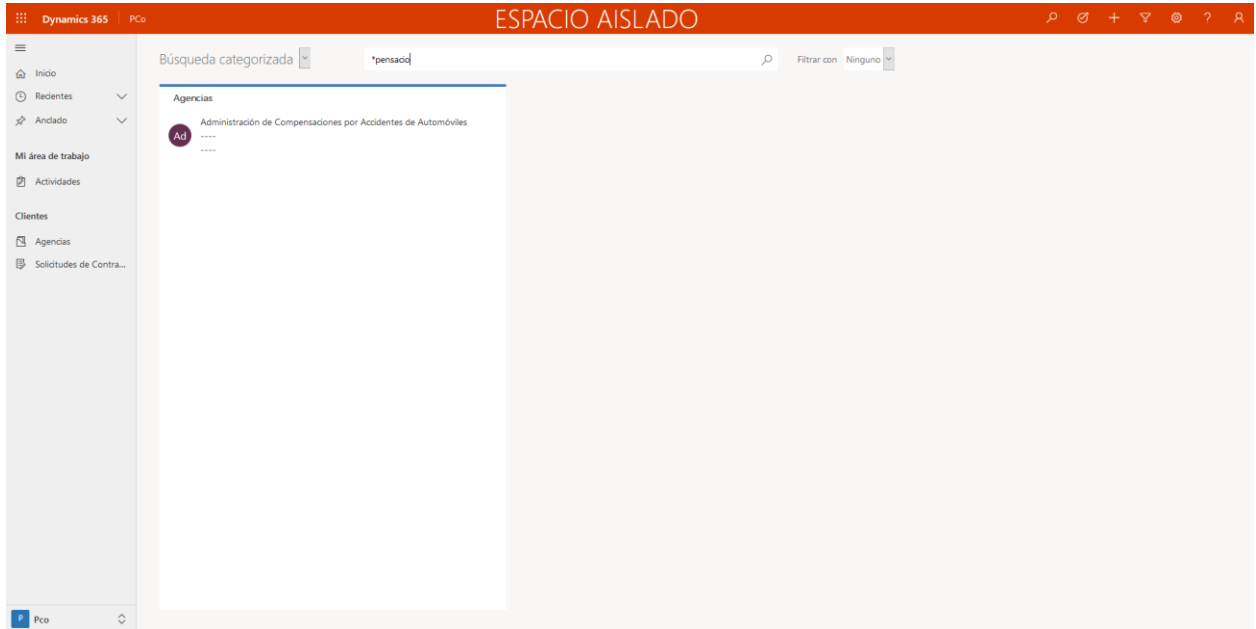 Dynamics 365 PCo ESPACIO AISLADO
Búsqueda categorizada *pensacio Filtrar con Ninguno
Inicio
Recientes
Anclado
Mi área de trabajo
Actividades
Clientes
Agencias
Solicitudes de Contra...
Agencias
Ad
Administración de Compensaciones por Accidentes de Automóviles
----
----
P Pco